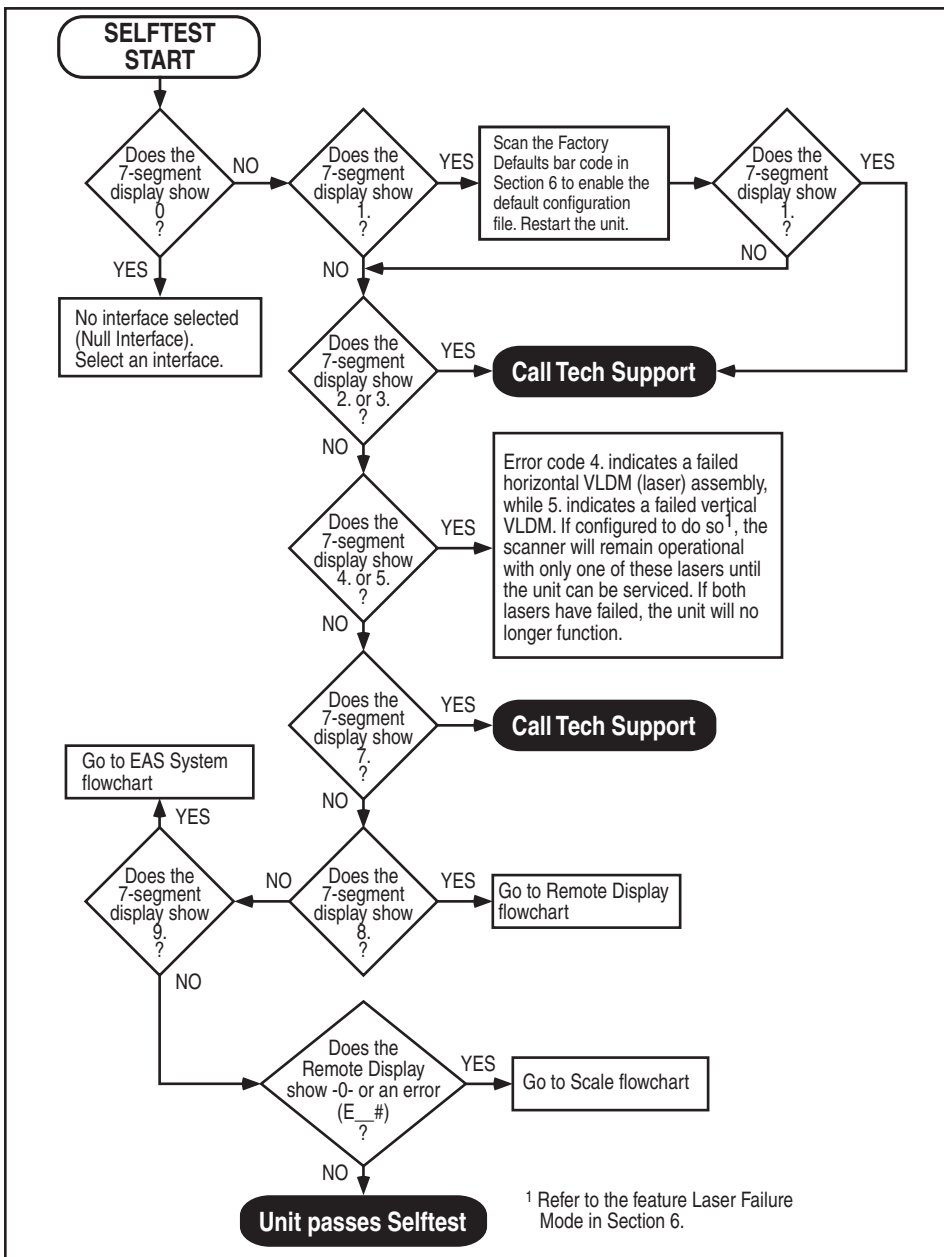 SELFTEST
START
Does the
7-segment
display show
0
?
NO
YES
No interface selected
(Null Interface).
Select an interface.
Does the
7-segment
display show
1.
?
YES
NO
Scan the Factory
Defaults bar code in
Section 6 to enable the
default configuration
file. Restart the unit.
Does the
7-segment
display show
1.
?
YES
NO
Does the
7-segment
display show
2. or 3.
?
YES
Call Tech Support
NO
Does the
7-segment
display show
4. or 5.
?
YES
Error code 4. indicates a failed
horizontal VLDM (laser) assembly,
while 5. indicates a failed vertical
VLDM. If configured to do so1, the
scanner will remain operational
with only one of these lasers until
the unit can be serviced. If both
lasers have failed, the unit will no
longer function.
NO
Does the
7-segment
display show
7.
?
YES
Call Tech Support
NO
Does the
7-segment
display show
8.
?
YES
Go to Remote Display
flowchart
NO
Does the
7-segment
display show
9.
?
YES
Go to EAS System
flowchart
NO
Does the
Remote Display
show -0- or an error
(E__#)
?
YES
Go to Scale flowchart
NO
Unit passes Selftest
1 Refer to the feature Laser Failure
Mode in Section 6.